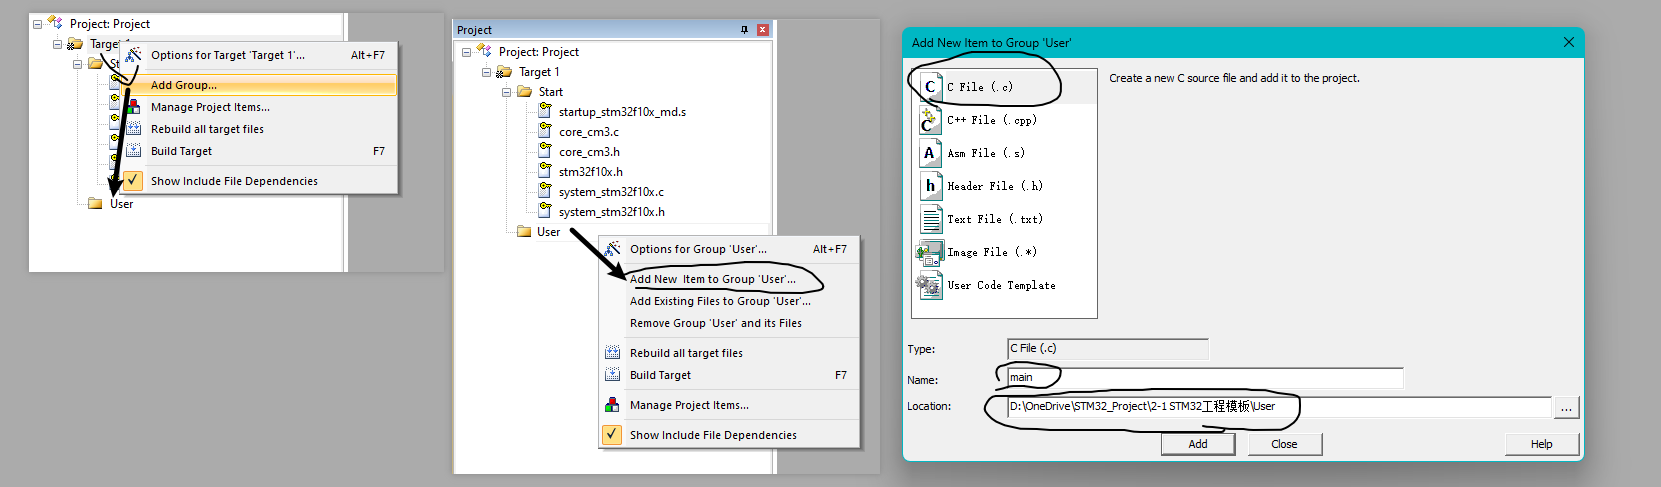 Project: Project
Target 1
St
Options for Target 'Target 1'... Alt+F7
Add Group...
Manage Project Items...
Rebuild all target files
Build Target F7
Show Include File Dependencies
User
Project
Project: Project
Target 1
Start
startup_stm32f10x_md.s
core_cm3.c
core_cm3.h
stm32f10x.h
system_stm32f10x.c
system_stm32f10x.h
User
Options for Group 'User'... Alt+F7
Add New Item to Group 'User'...
Add Existing Files to Group 'User'...
Remove Group 'User' and its Files
Rebuild all target files
Build Target F7
Manage Project Items...
Show Include File Dependencies
Add New Item to Group 'User'
C File (.c)
C++ File (.cpp)
Asm File (.s)
Header File (.h)
Text File (.txt)
Image File (.*)
User Code Template
Create a new C source file and add it to the project.
Type: C File (.c)
Name: main
Location: D:\OneDrive\STM32_Project\2-1 STM32工程模板\User ...
Add Close Help